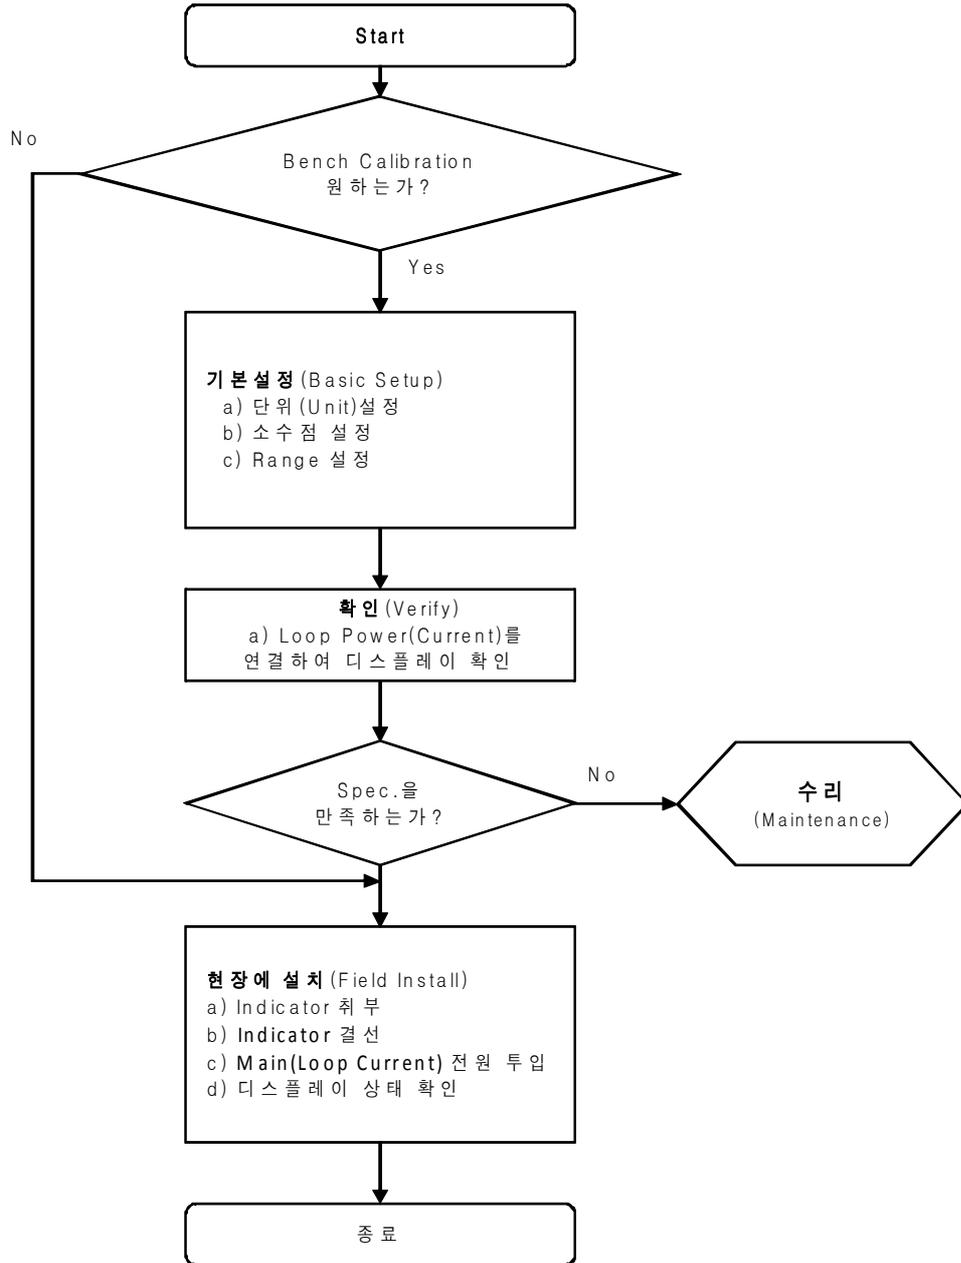 Start
No
Bench Calibration
원하는가?
Yes
기본설정(Basic Setup)
a) 단위(Unit)설정
b) 소수점 설정
c) Range 설정
확인(Verify)
a) Loop Power(Current)를
연결하여 디스플레이 확인
Spec.을
만족하는가?
No
수리
(Maintenance)
현장에 설치(Field Install)
a) Indicator 취부
b) Indicator 결선
c) Main(Loop Current) 전원 투입
d) 디스플레이 상태 확인
종료